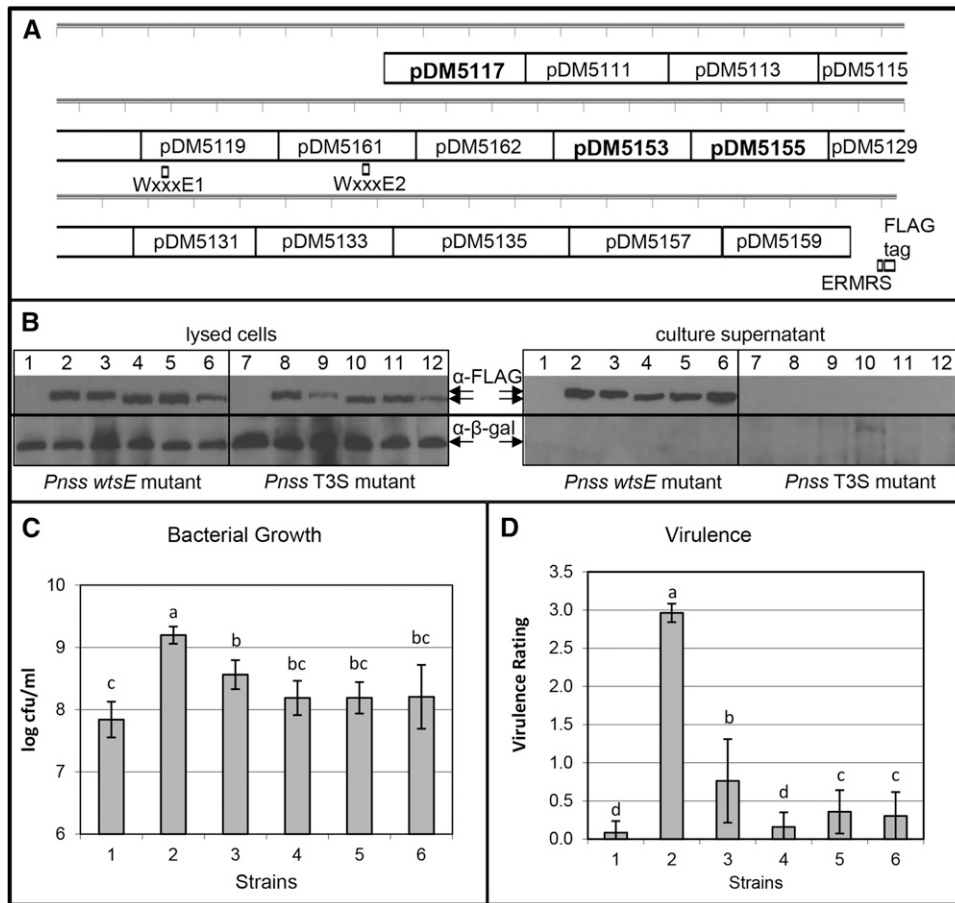 A
pDM5117 pDM5111 pDM5113 pDM5115
pDM5119 pDM5161 pDM5162 pDM5153 pDM5155 pDM5129
WxxxE1 WxxxE2
pDM5131 pDM5133 pDM5135 pDM5157 pDM5159
FLAG
tag
ERMRS
B
lysed cells culture supernatant
1 2 3 4 5 6 7 8 9 10 11 12 1 2 3 4 5 6 7 8 9 10 11 12
α-FLAG
α-β-gal
Pnss wtsE mutant Pnss T3S mutant Pnss wtsE mutant Pnss T3S mutant
C
Bacterial Growth
10
9
8
7
6
log cfu/ml
c a b bc bc bc
1 2 3 4 5 6
Strains
D
Virulence
3.5
3.0
2.5
2.0
1.5
1.0
0.5
0.0
Virulence Rating
d a b d c c
1 2 3 4 5 6
Strains